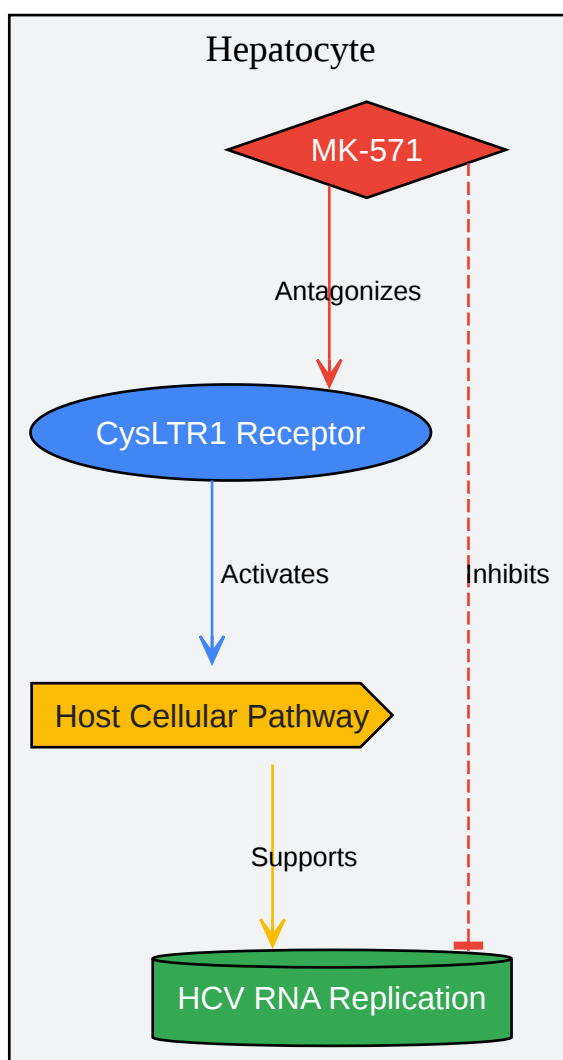 Hepatocyte
MK-571
Antagonizes
CysLTR1 Receptor
Activates
Inhibits
Host Cellular Pathway
Supports
HCV RNA Replication